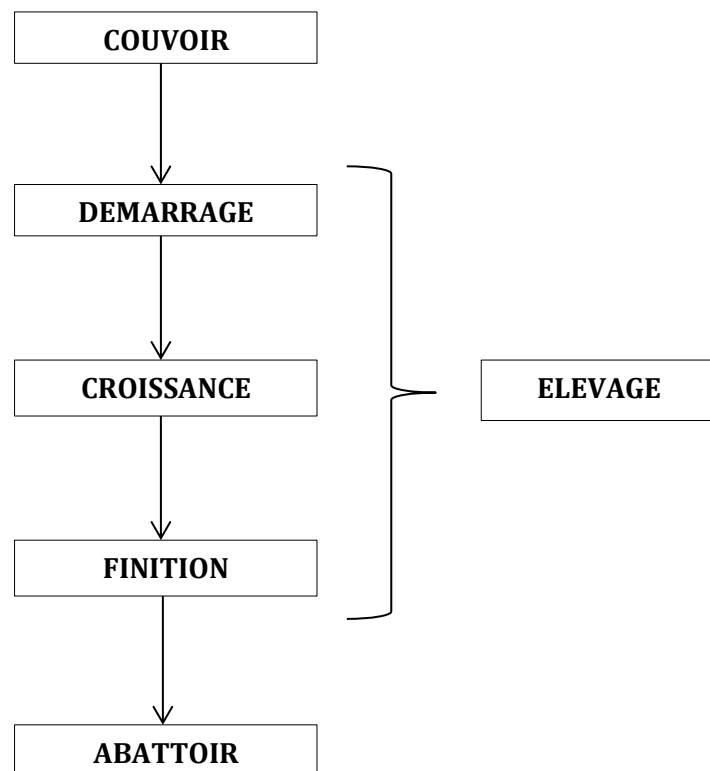 COUVOIR
DEMARRAGE
CROISSANCE
ELEVAGE
FINITION
ABATTOIR